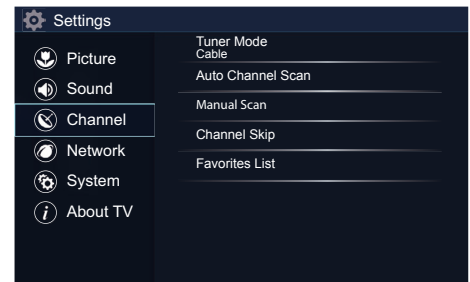 Settings
Picture
Sound
Channel
Network
System
About TV
Tuner Mode
Cable
Auto Channel Scan
Manual Scan
Channel Skip
Favorites List